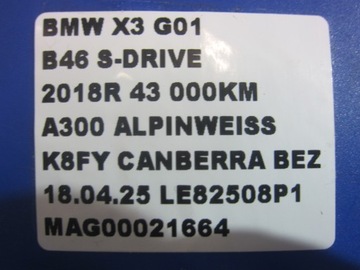 BMW X3 G01
B46 S-DRIVE
2018R 43 000KM
A300 ALPINWEISS
K8FY CANBERRA BEZ
18.04.25 LE82508P1
MAG00021664